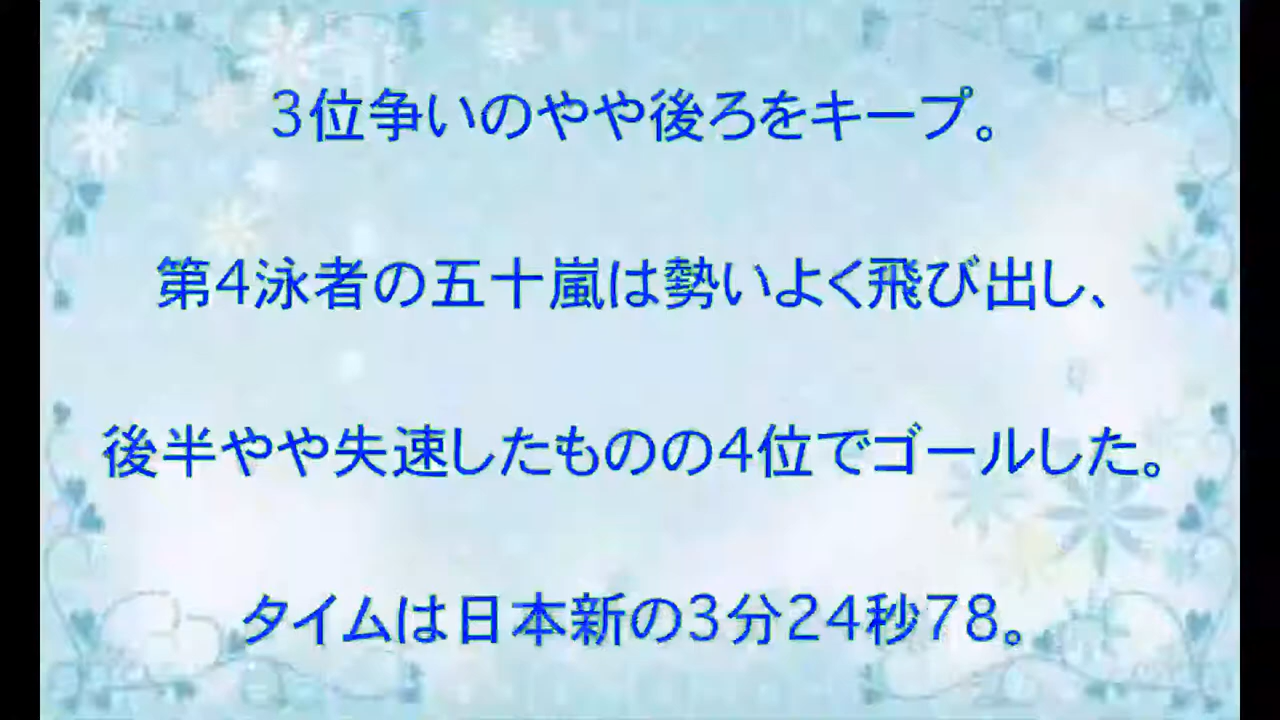 3位争いのやや後ろをキープ。
第4泳者の五十嵐は勢いよく飛び出し、
後半やや失速したものの4位でゴールした。
タイムは日本新の3分24秒78。